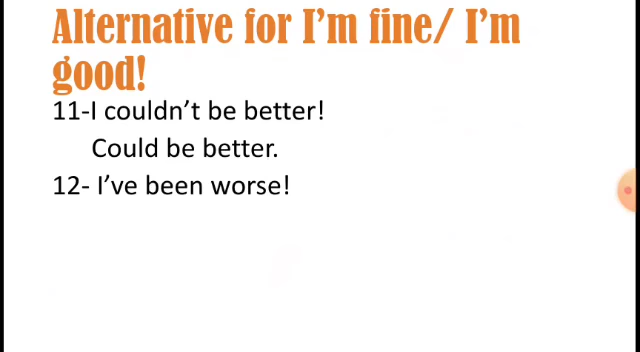 Alternative for I’m fine/ I’m
good!
11-I couldn’t be better!
Could be better.
12- I’ve been worse!